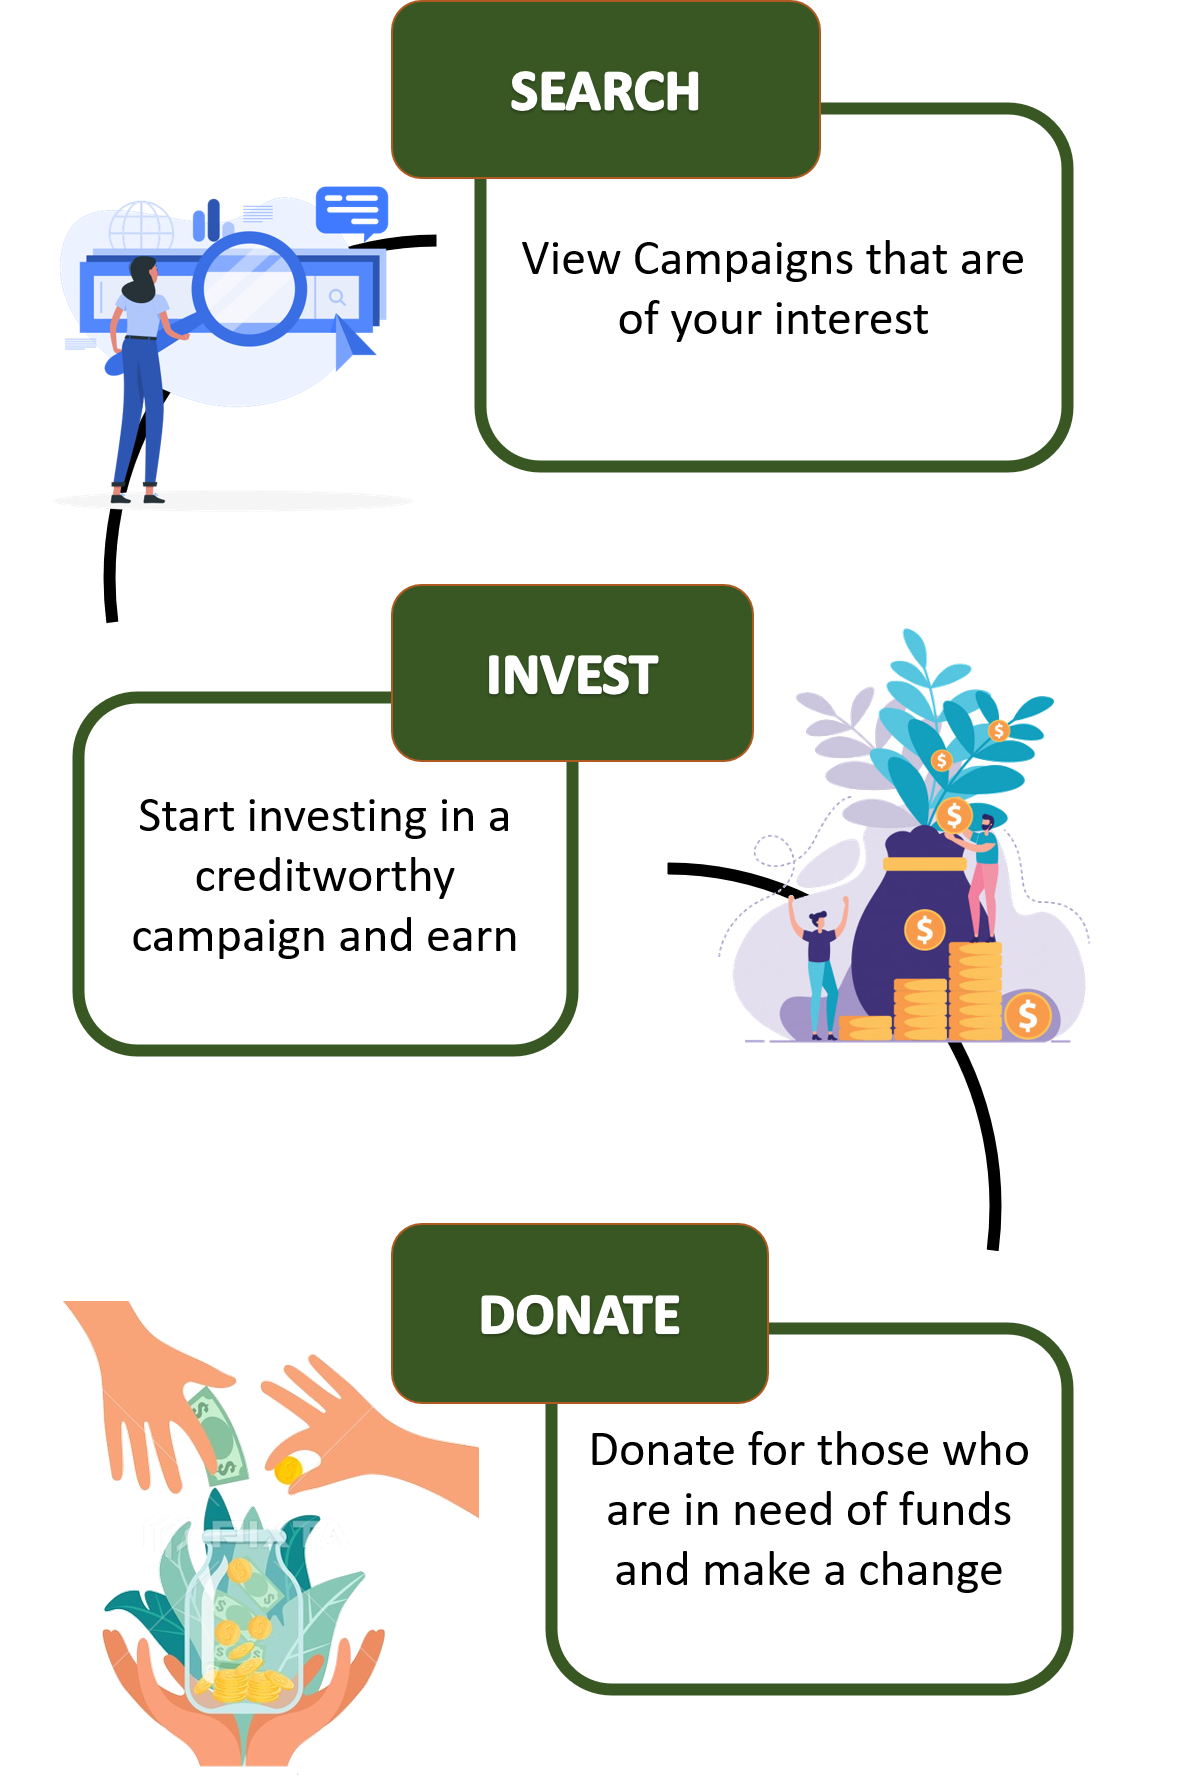 SEARCH
View Campaigns that are
of your interest
INVEST
Start investing in a
creditworthy
campaign and earn
DONATE
Donate for those who
are in need of funds
and make a change